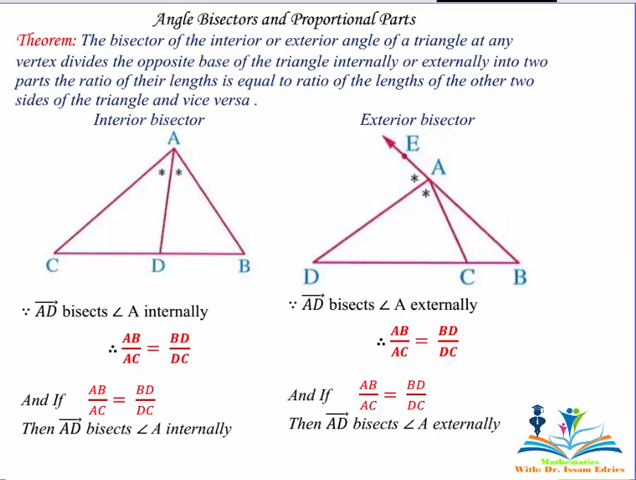 Angle Bisectors and Proportional Parts
Theorem: The bisector of the interior or exterior angle of a triangle at any
vertex divides the opposite base of the triangle internally or externally into two
parts the ratio of their lengths is equal to ratio of the lengths of the other two
sides of the triangle and vice versa .
Interior bisector
A
* *
C D B
∵ AD⃗ bisects ∠ A internally
∴ AB/AC = BD/DC
And If AB/AC = BD/DC
Then AD⃗ bisects ∠ A internally
Exterior bisector
E
A
*
*
D C B
∵ AD⃗ bisects ∠ A externally
∴ AB/AC = BD/DC
And If AB/AC = BD/DC
Then AD⃗ bisects ∠ A externally
Mathematics
With: Dr. Issam Edries